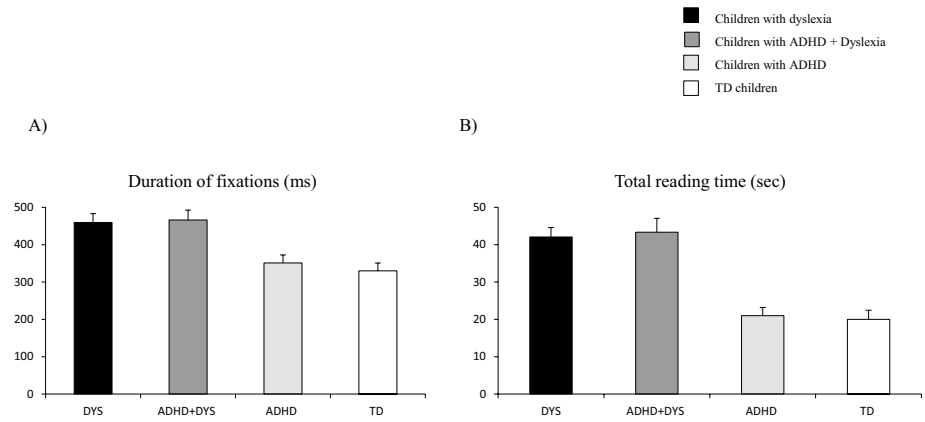 Children with dyslexia
Children with ADHD + Dyslexia
Children with ADHD
TD children
A)
B)
Duration of fixations (ms)
500
400
300
200
100
0
DYS
ADHD+DYS
ADHD
TD
Total reading time (sec)
50
40
30
20
10
0
DYS
ADHD+DYS
ADHD
TD